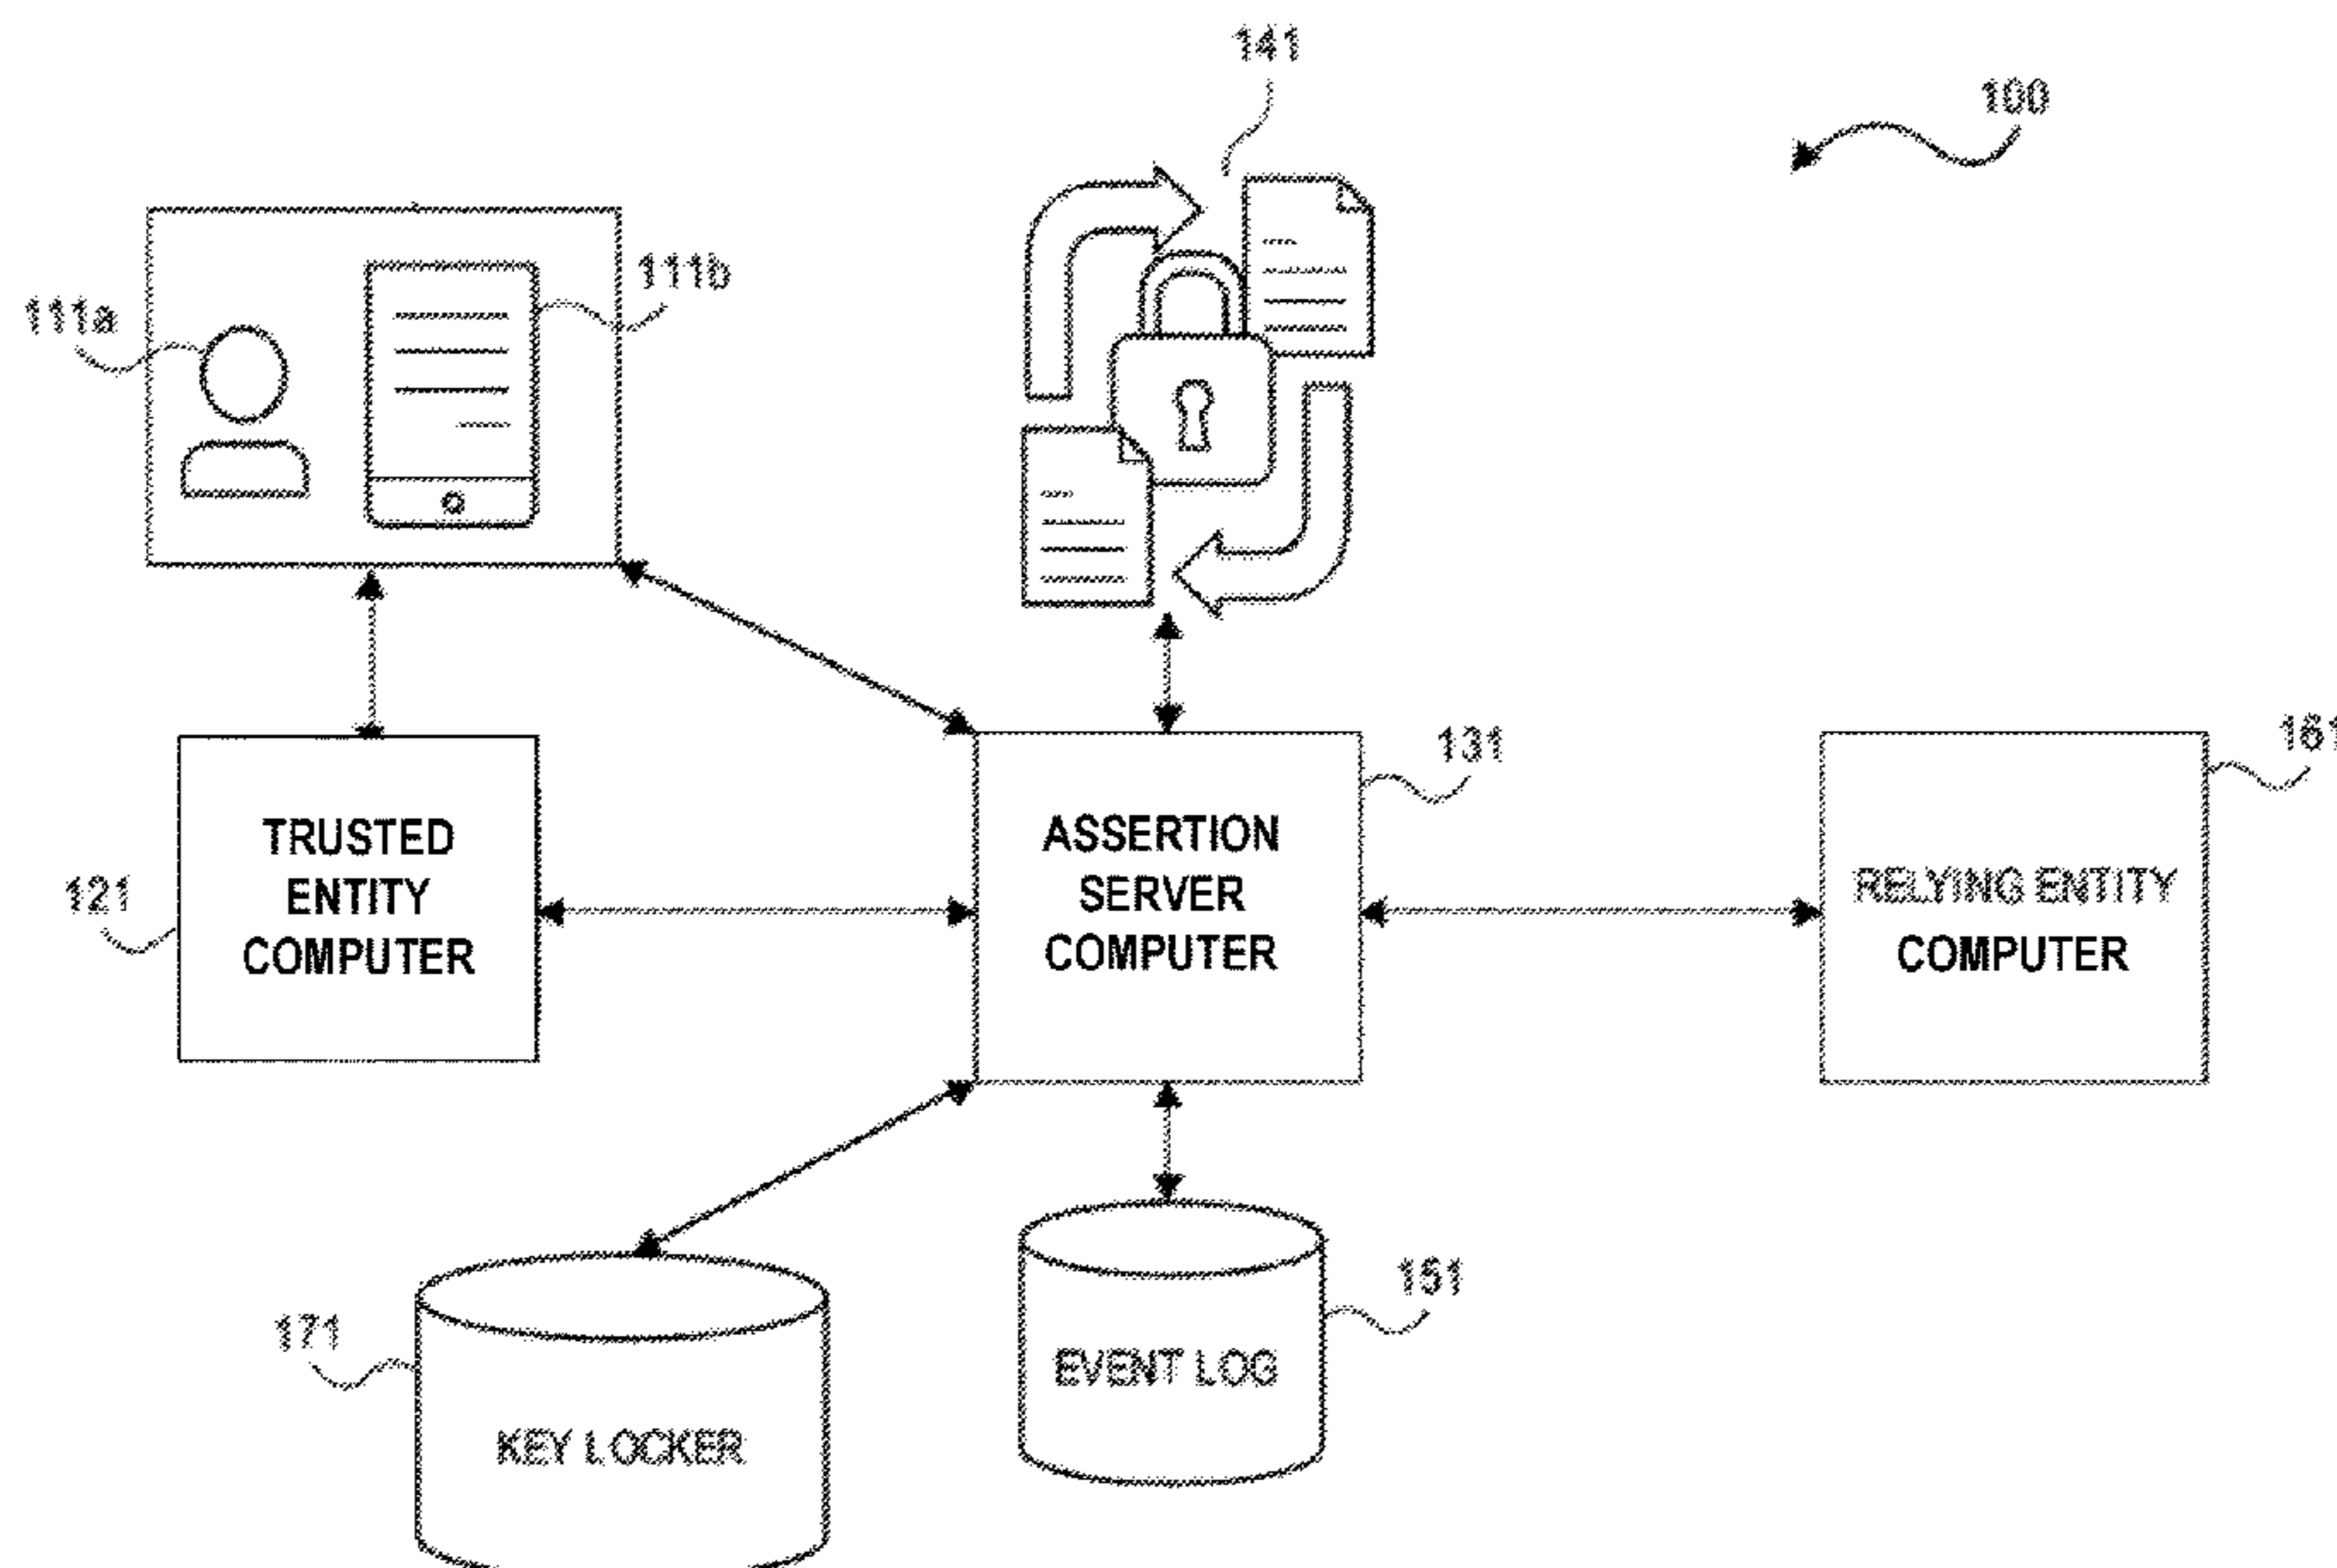 141
100
111a
111b
131
161
TRUSTED
ENTITY
COMPUTER
121
ASSERTION
SERVER
COMPUTER
RELYING ENTITY
COMPUTER
171
151
EVENT LOG
KEY LOCKER